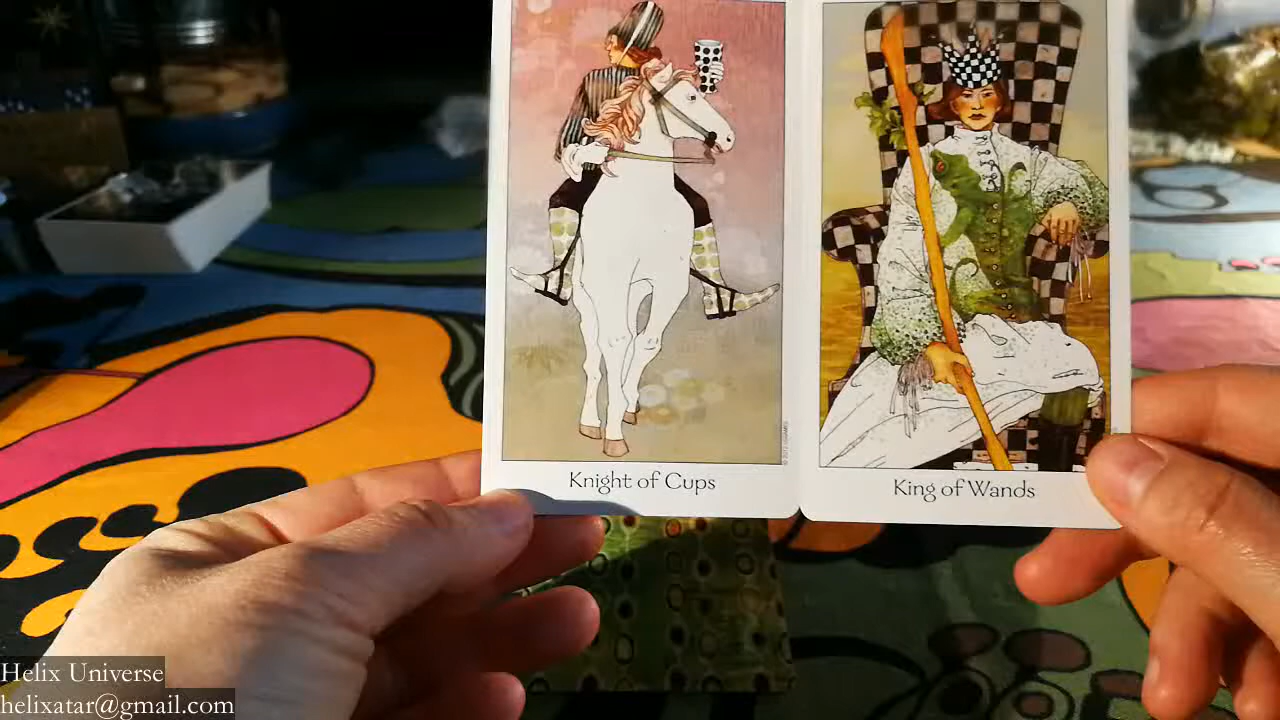 Knight of Cups
King of Wands
Helix Universe
helixatar@gmail.com